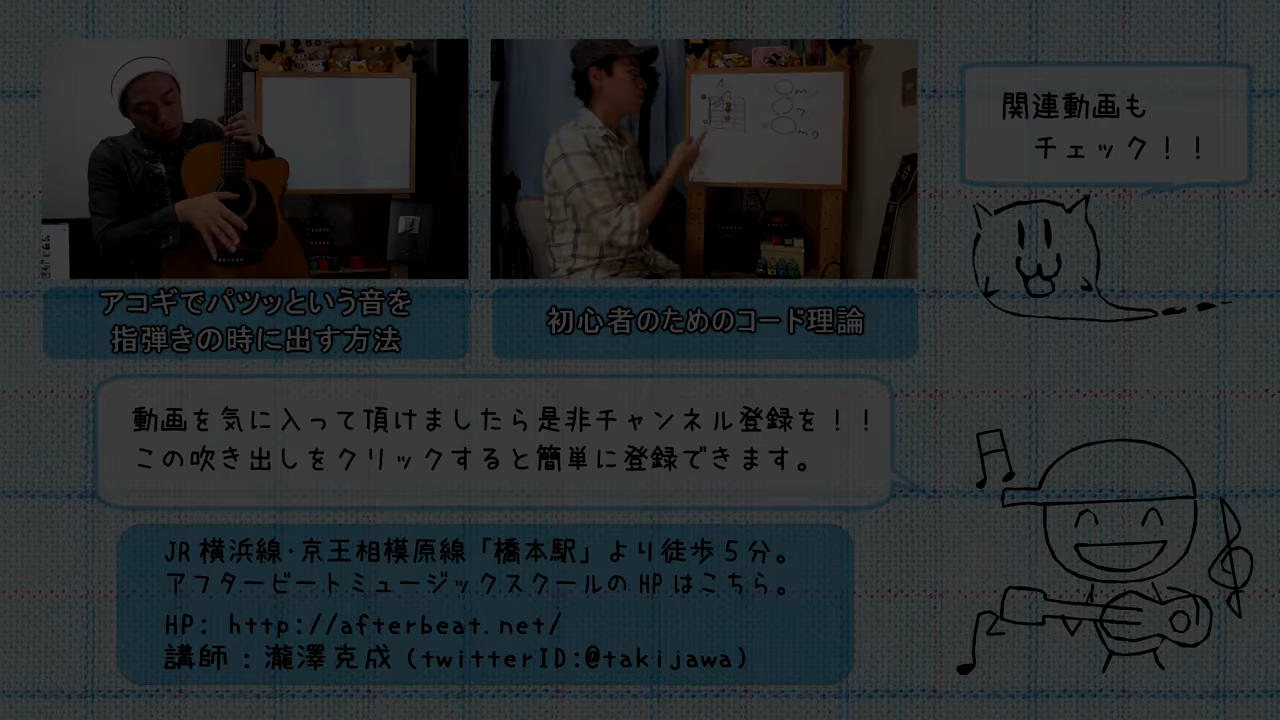 関連動画も
チェック！！
アコギでパツッという音を
指弾きの時に出す方法
初心者のためのコード理論
動画を気に入って頂けましたら是非チャンネル登録を！！
この吹き出しをクリックすると簡単に登録できます。
JR横浜線・京王相模原線「橋本駅」より徒歩5分。
アフタービートミュージックスクールのHPはこちら。
HP: http://afterbeat.net/
講師：瀧澤克成 (twitterID:@takijawa)